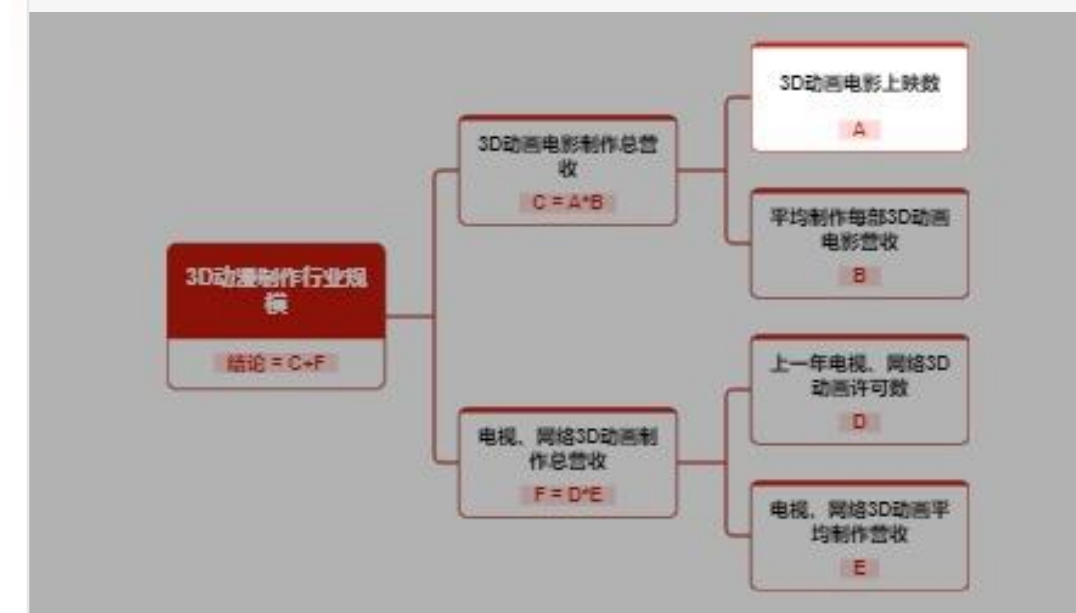 3D动画电影上映数
A
3D动画电影制作总营
收
C = A*B
平均制作每部3D动画
电影营收
B
3D动漫制作行业规
模
结论 = C+F
上一年电视、网络3D
动画许可数
D
电视、网络3D动画制
作总营收
F = D*E
电视、网络3D动画平
均制作营收
E